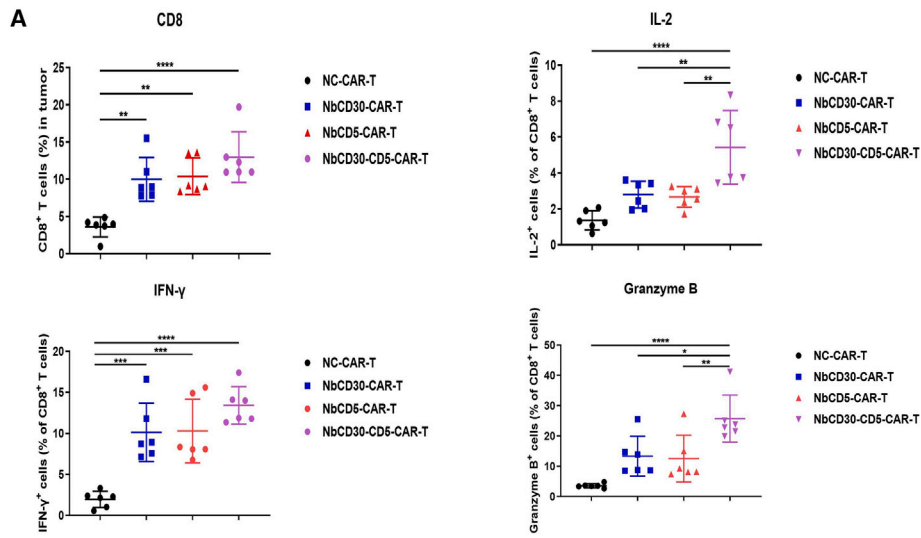 A
CD8
CD8+ T cells (%) in tumor
25
20
15
10
5
0
****
**
**
NC-CAR-T
NbCD30-CAR-T
NbCD5-CAR-T
NbCD30-CD5-CAR-T
IL-2
IL-2+ cells (% of CD8+ T cells)
10
8
6
4
2
0
****
**
**
NC-CAR-T
NbCD30-CAR-T
NbCD5-CAR-T
NbCD30-CD5-CAR-T
IFN-γ
IFN-γ+ cells (% of CD8+ T cells)
20
15
10
5
0
****
***
***
NC-CAR-T
NbCD30-CAR-T
NbCD5-CAR-T
NbCD30-CD5-CAR-T
Granzyme B
Granzyme B+ cells (% of CD8+ T cells)
50
40
30
20
10
0
****
*
**
NC-CAR-T
NbCD30-CAR-T
NbCD5-CAR-T
NbCD30-CD5-CAR-T